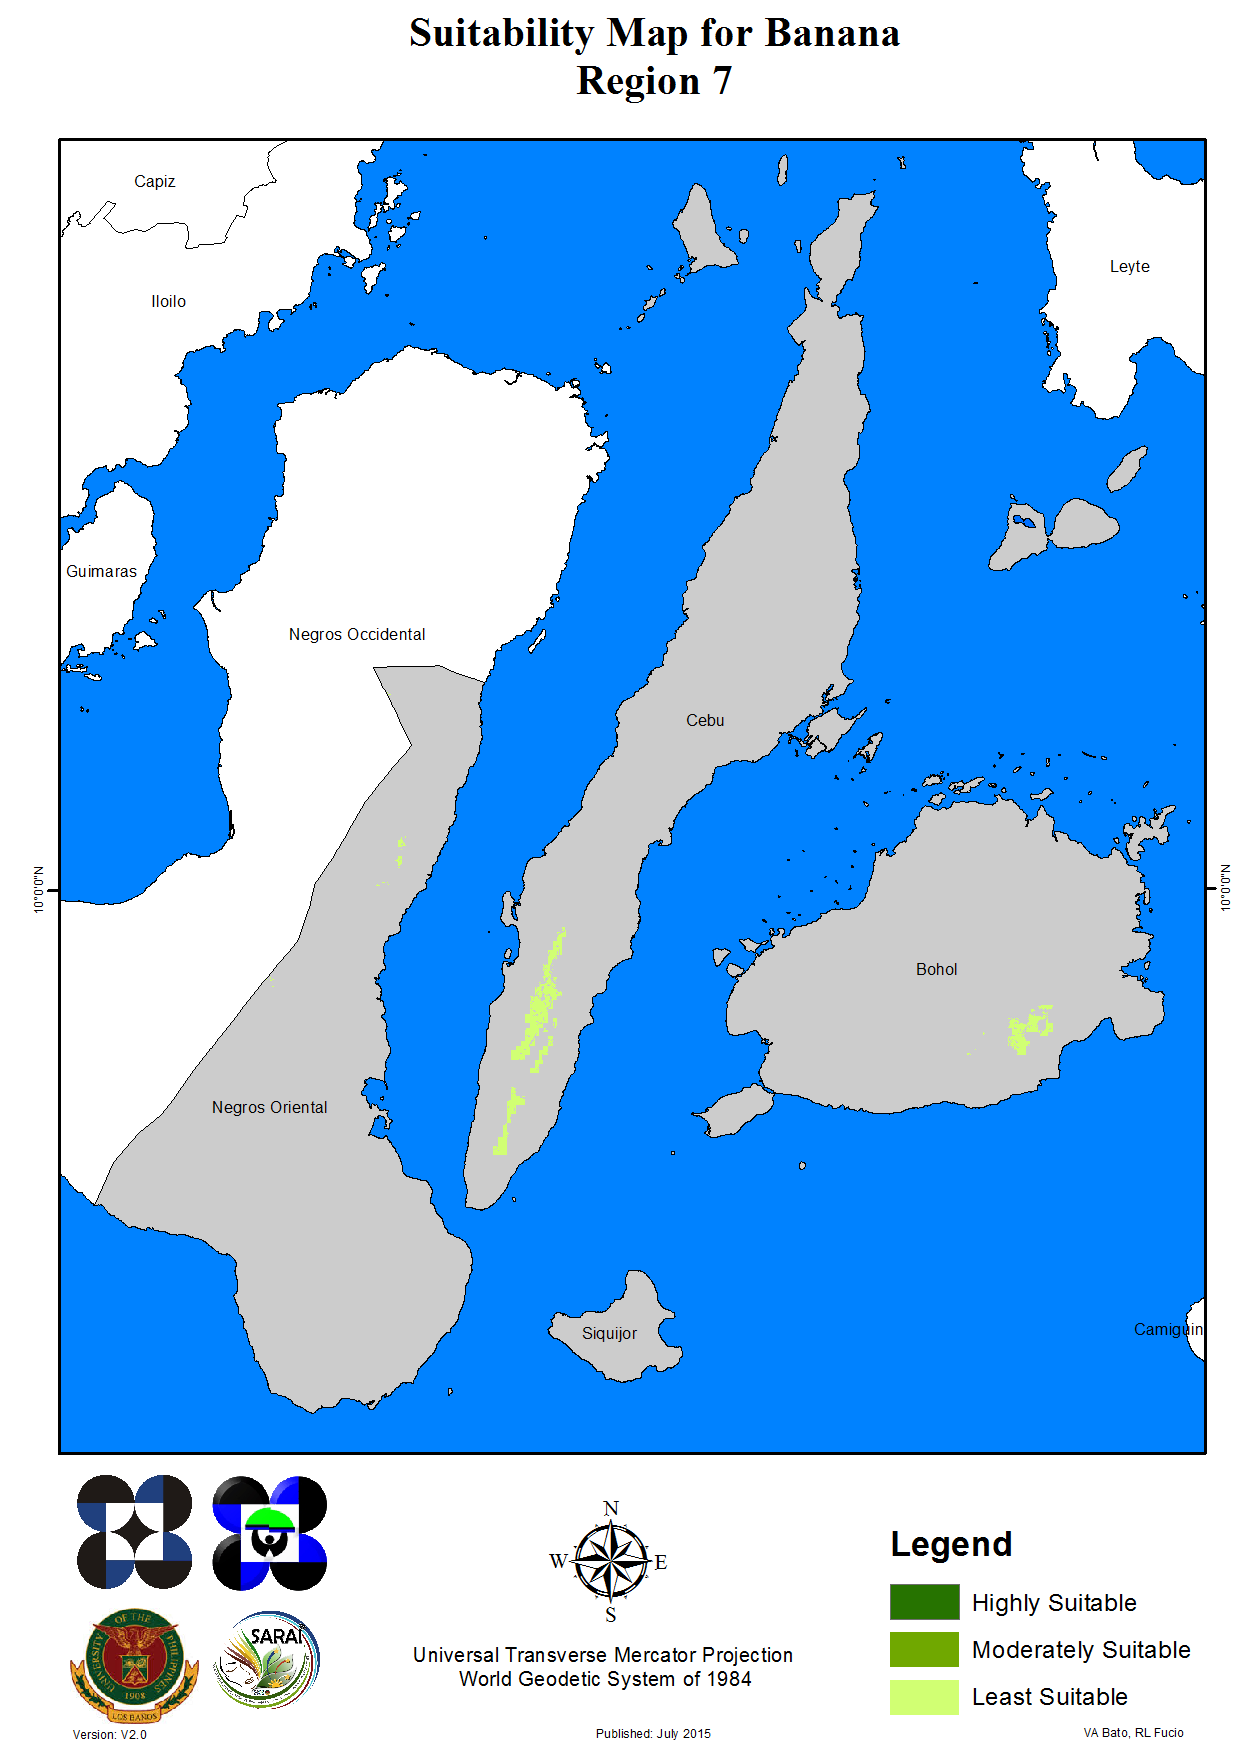 Suitability Map for Banana
Region 7
Capiz
Leyte
Iloilo
Guimaras
Negros Occidental
Cebu
10°0'0"N
10°0'0"N
Bohol
Negros Oriental
Siquijor
Camiguin
N
W E
S
Legend
Highly Suitable
Moderately Suitable
Least Suitable
UNIVERSITY OF THE PHILIPPINES
1908
LOS BAÑOS
SARAI
Universal Transverse Mercator Projection
World Geodetic System of 1984
Version: V2.0
Published: July 2015
VA Bato, RL Fucio